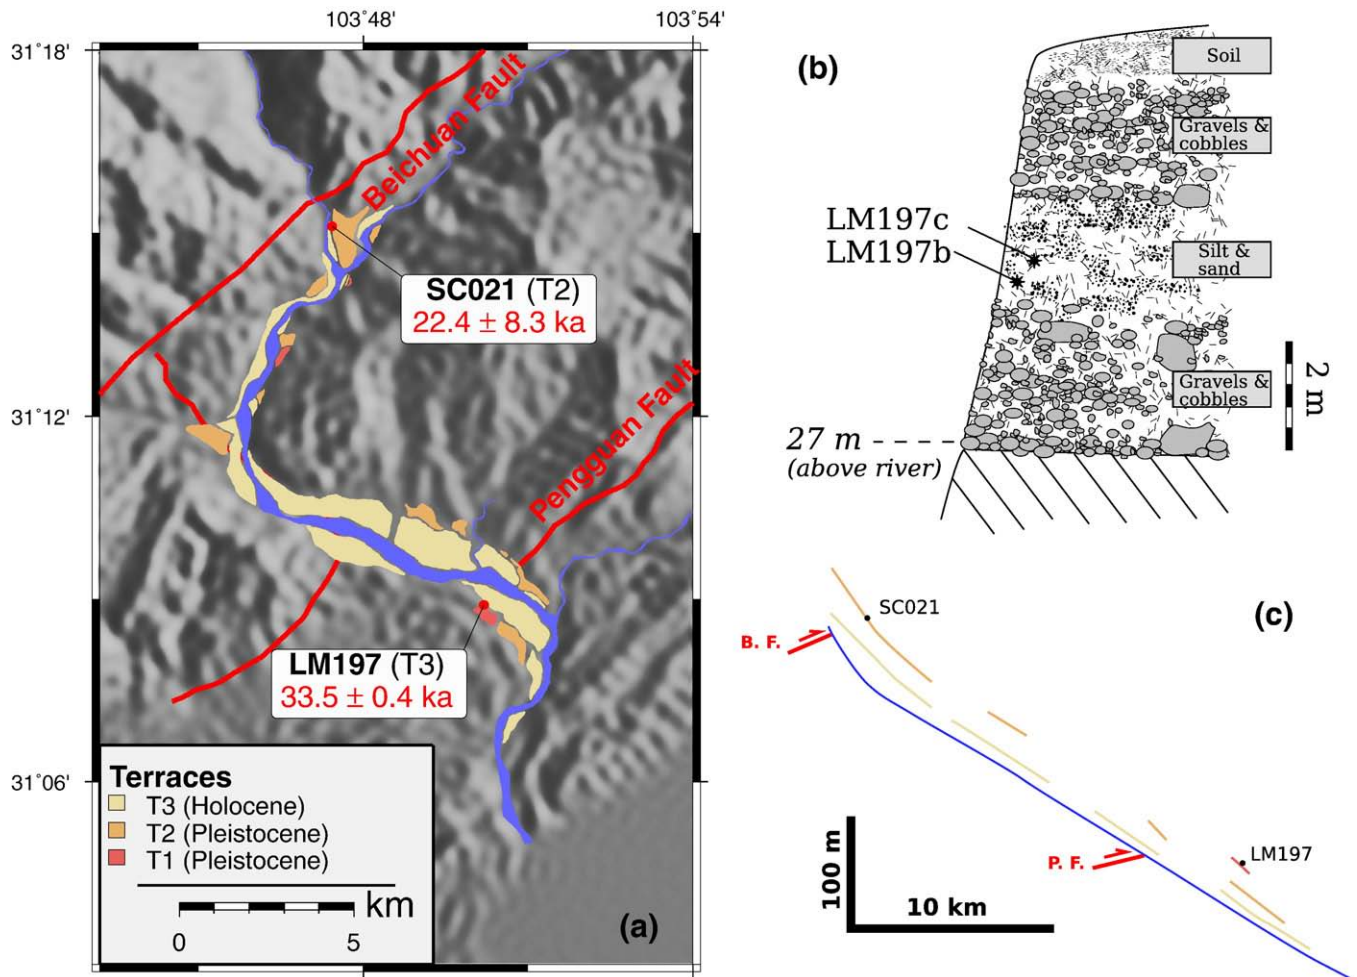 103°48'
103°54'
31°18'
31°12'
31°06'
Beichuan Fault
SC021 (T2)
22.4 ± 8.3 ka
Pengguan Fault
LM197 (T3)
33.5 ± 0.4 ka
Terraces
T3 (Holocene)
T2 (Pleistocene)
T1 (Pleistocene)
km
0
5
(a)
(b)
Soil
Gravels &
cobbles
LM197c
LM197b
Silt &
sand
Gravels &
cobbles
2 m
27 m
(above river)
(c)
SC021
B. F.
P. F.
LM197
100 m
10 km